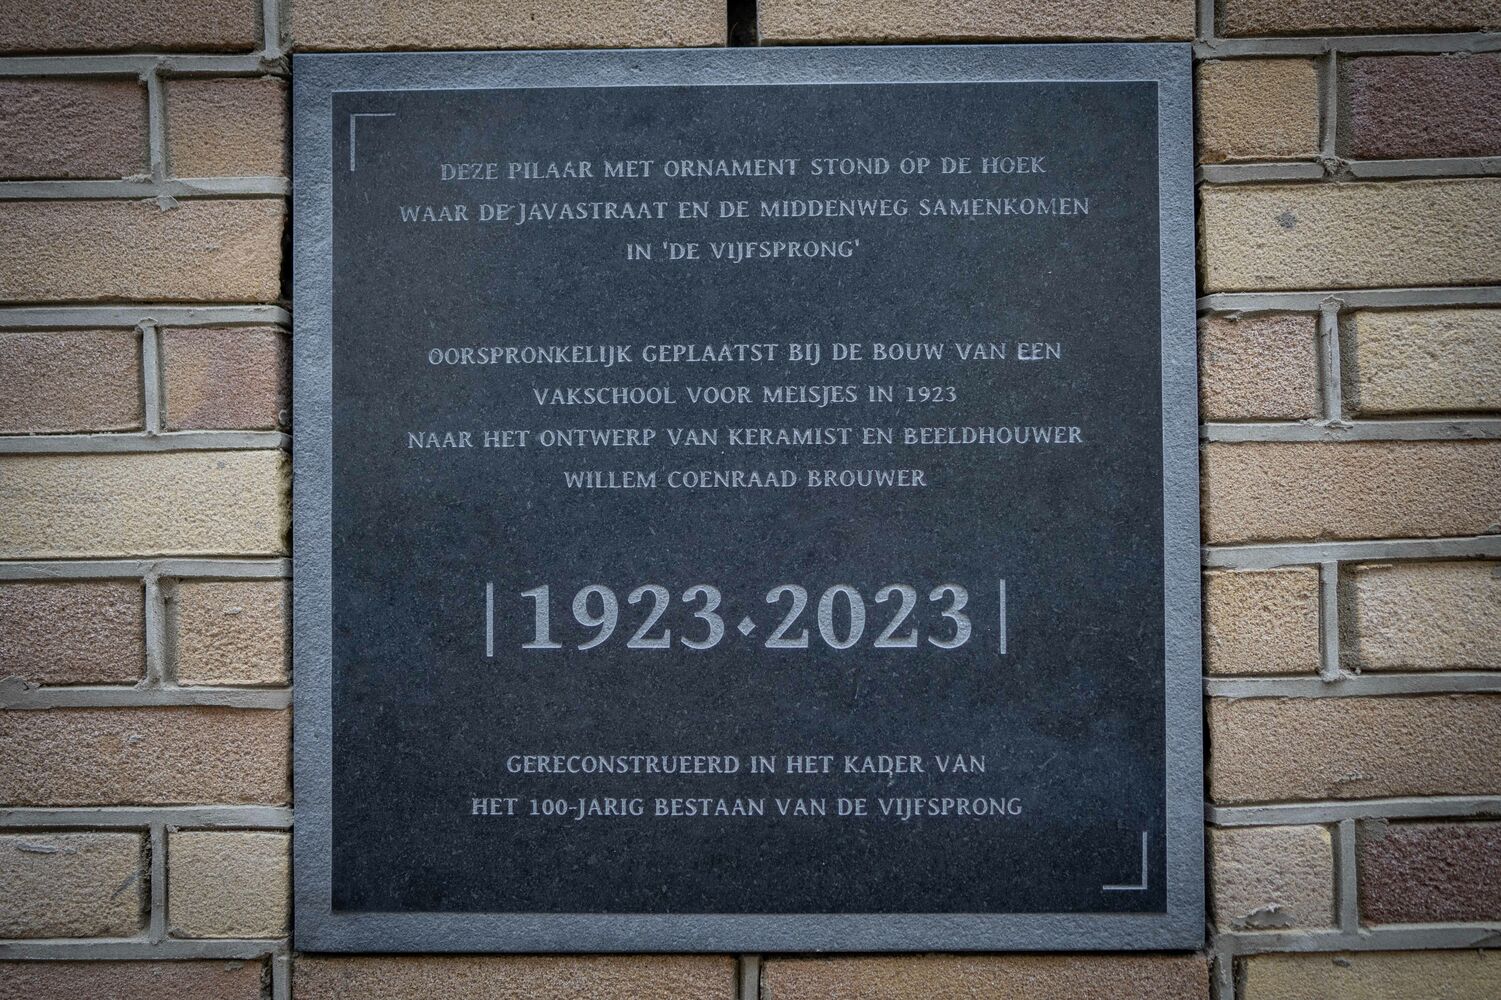 DEZE PILAAR MET ORNAMENT STOND OP DE HOEK
WAAR DE JAVASTRAAT EN DE MIDDENWEG SAMENKOMEN
IN 'DE VIJFSPRONG'
OORSPRONKELIJK GEPLAATST BIJ DE BOUW VAN EEN
VAKSCHOOL VOOR MEISJES IN 1923
NAAR HET ONTWERP VAN KERAMIST EN BEELDHOUWER
WILLEM COENRAAD BROUWER
| 1923·2023 |
GERECONSTRUEERD IN HET KADER VAN
HET 100-JARIG BESTAAN VAN DE VIJFSPRONG